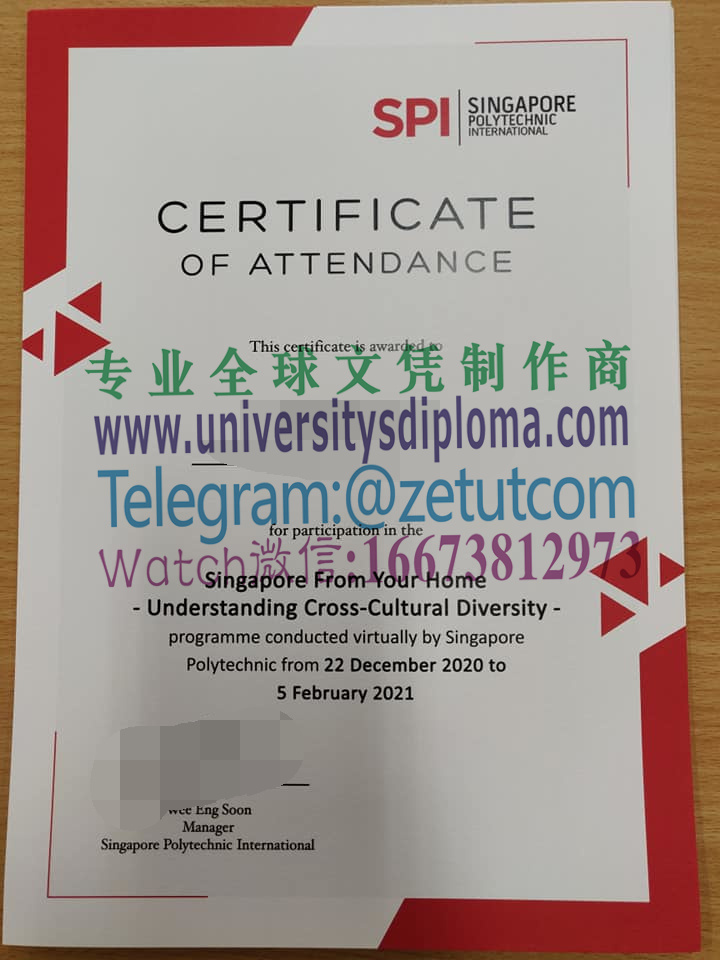 SPI SINGAPORE
POLYTECHNIC
INTERNATIONAL
CERTIFICATE
OF ATTENDANCE
This certificate is awarded to
专业全球文凭制作商
www.universitysdiploma.com
Telegram:@zetutcom
for participation in the
Watch微信:16673812973
Singapore From Your Home
- Understanding Cross-Cultural Diversity -
programme conducted virtually by Singapore
Polytechnic from 22 December 2020 to
5 February 2021
Wee Eng Soon
Manager
Singapore Polytechnic International